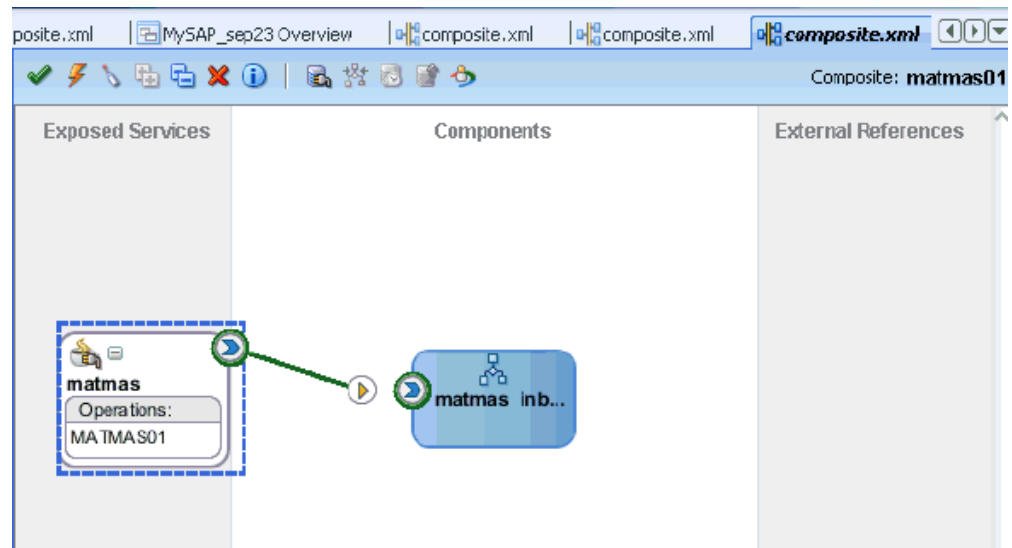 posite.xml MySAP_sep23 Overview composite.xml composite.xml composite.xml
Composite: matmas01
Exposed Services Components External References
matmas
Operations:
MATMAS01
matmas inb...